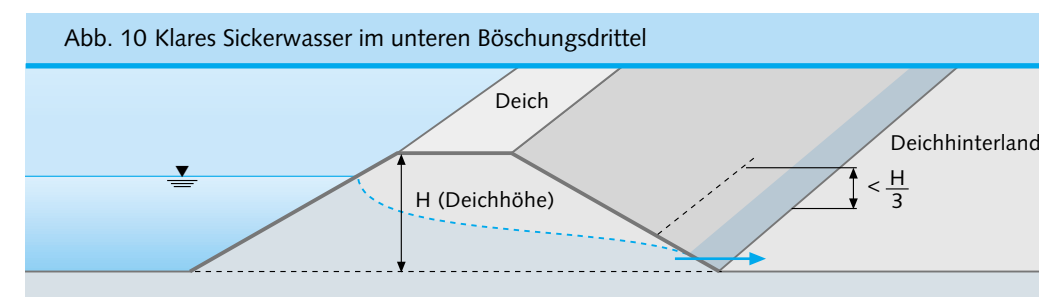 Abb. 10 Klares Sickerwasser im unteren Böschungsdrittel
Deich
Deichhinterland
H (Deichhöhe)
< H
3